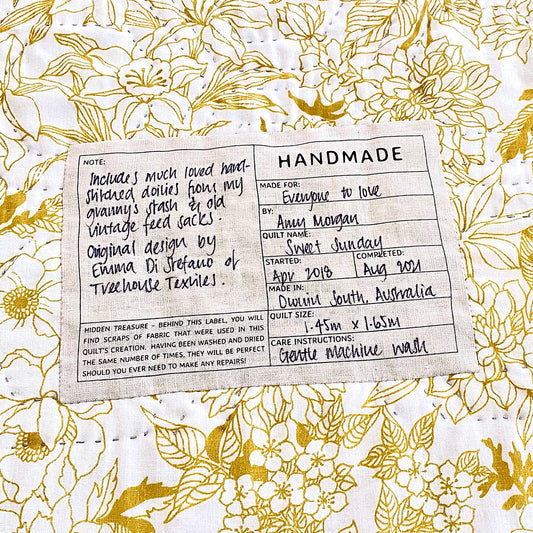 NOTE:
Includes much loved hand-
stitched doilies from my
granny's stash & old
vintage feed sacks.
Original design by
Emma Di Stefano of
Treehouse Textiles.
HIDDEN TREASURE - BEHIND THIS LABEL, YOU WILL
FIND SCRAPS OF FABRIC THAT WERE USED IN THIS
QUILT'S CREATION. HAVING BEEN WASHED AND DRIED
THE SAME NUMBER OF TIMES, THEY WILL BE PERFECT
SHOULD YOU EVER NEED TO MAKE ANY REPAIRS!
HANDMADE
MADE FOR:
Everyone to love
BY:
Amy Morgan
QUILT NAME:
Sweet Sunday
STARTED: COMPLETED:
Apr 2018 Aug 2021
MADE IN:
South, Australia
QUILT SIZE:
1.45m x 1.65m
CARE INSTRUCTIONS:
Gentle machine wash